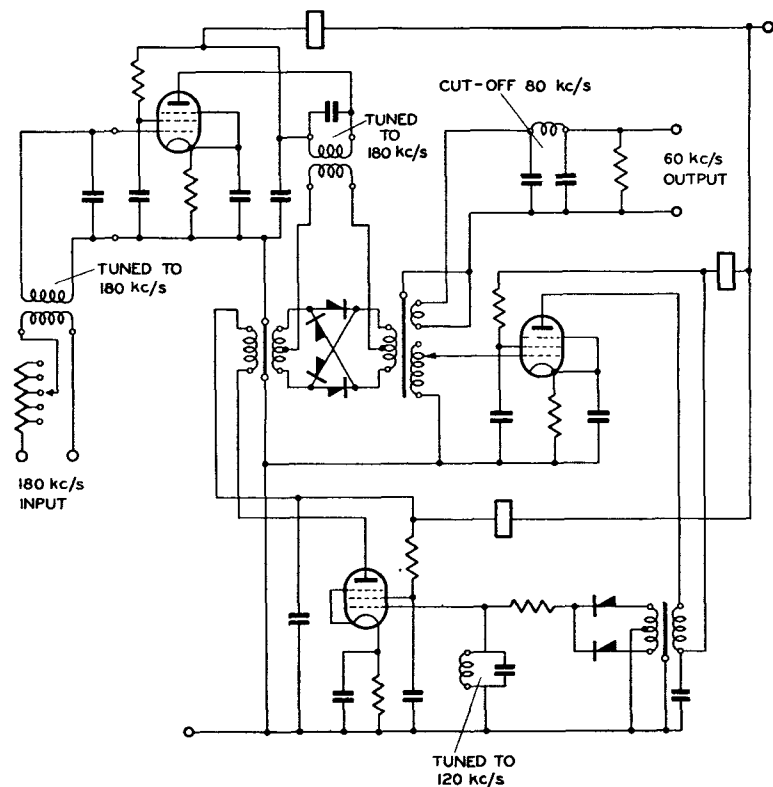 CUT-OFF 80 kc/s
TUNED
TO
180 kc/s
60 kc/s
OUTPUT
TUNED TO
180 kc/s
180 kc/s
INPUT
TUNED TO
120 kc/s